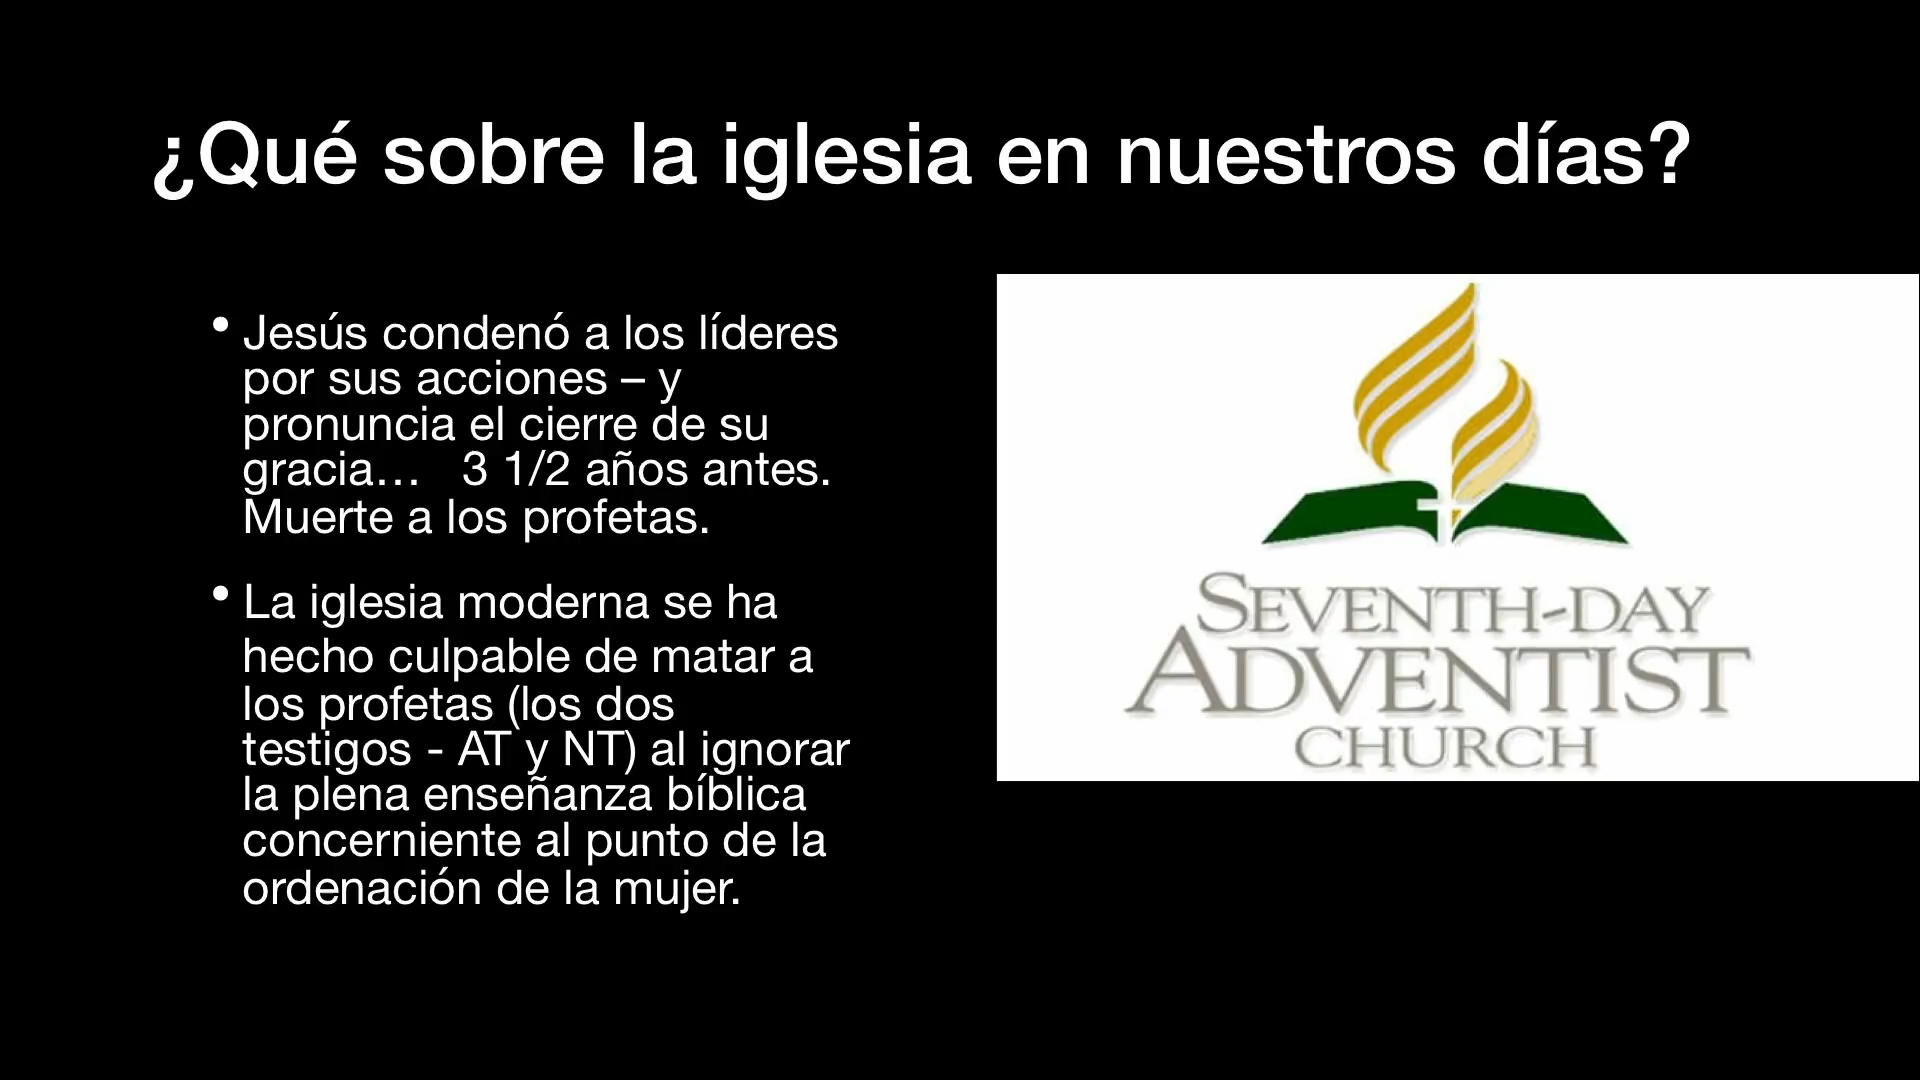 ¿Qué sobre la iglesia en nuestros días?
• Jesús condenó a los líderes
por sus acciones – y
pronuncia el cierre de su
gracia… 3 1/2 años antes.
Muerte a los profetas.
• La iglesia moderna se ha
hecho culpable de matar a
los profetas (los dos
testigos - AT y NT) al ignorar
la plena enseñanza bíblica
concerniente al punto de la
ordenación de la mujer.
SEVENTH-DAY
ADVENTIST
CHURCH